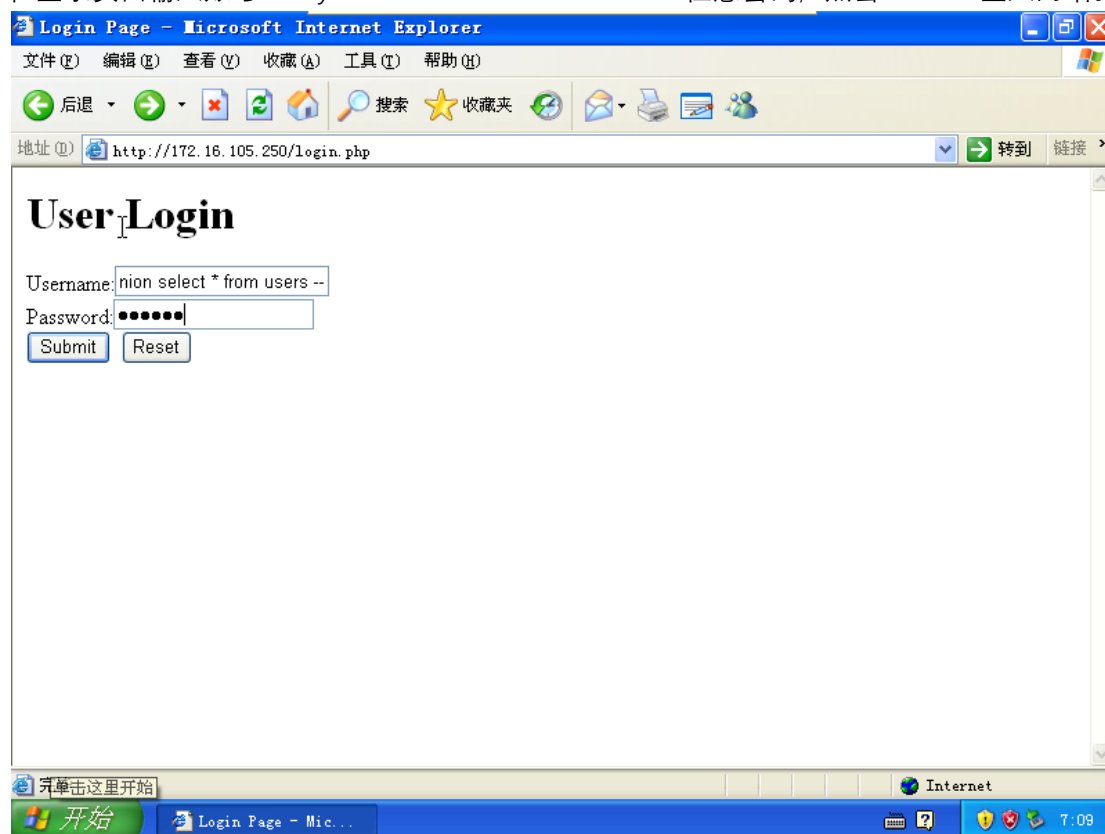 Login Page - Microsoft Internet Explorer
文件(F) 编辑(E) 查看(V) 收藏(A) 工具(T) 帮助(H)
后退 搜索 收藏夹
地址(D) http://172.16.105.250/login.php 转到 链接
User Login
Username: nion select * from users --
Password: ●●●●●●
Submit Reset
完 单击这里开始 Internet
开始 Login Page - Mic... 7:09